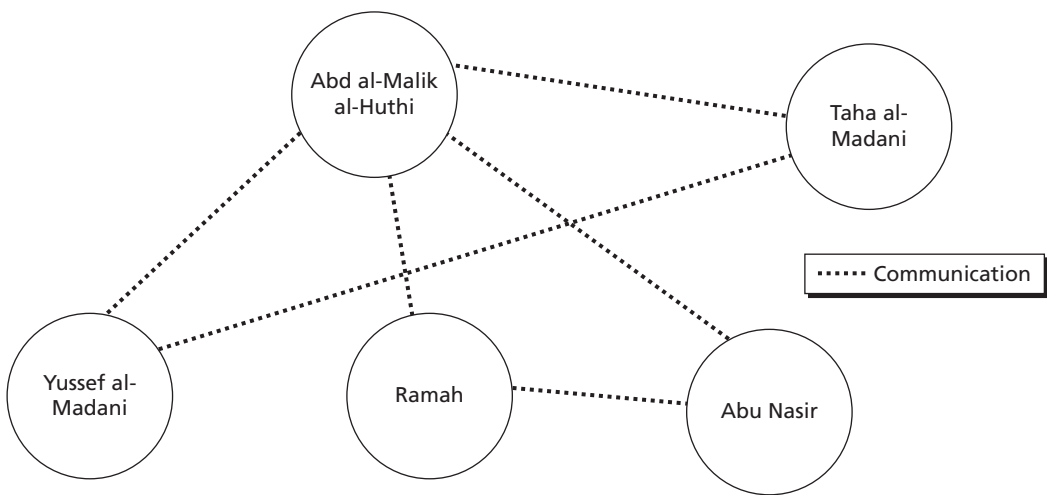 Abd al-Malik
al-Huthi
Taha al-
Madani
Communication
Yussef al-
Madani
Ramah
Abu Nasir